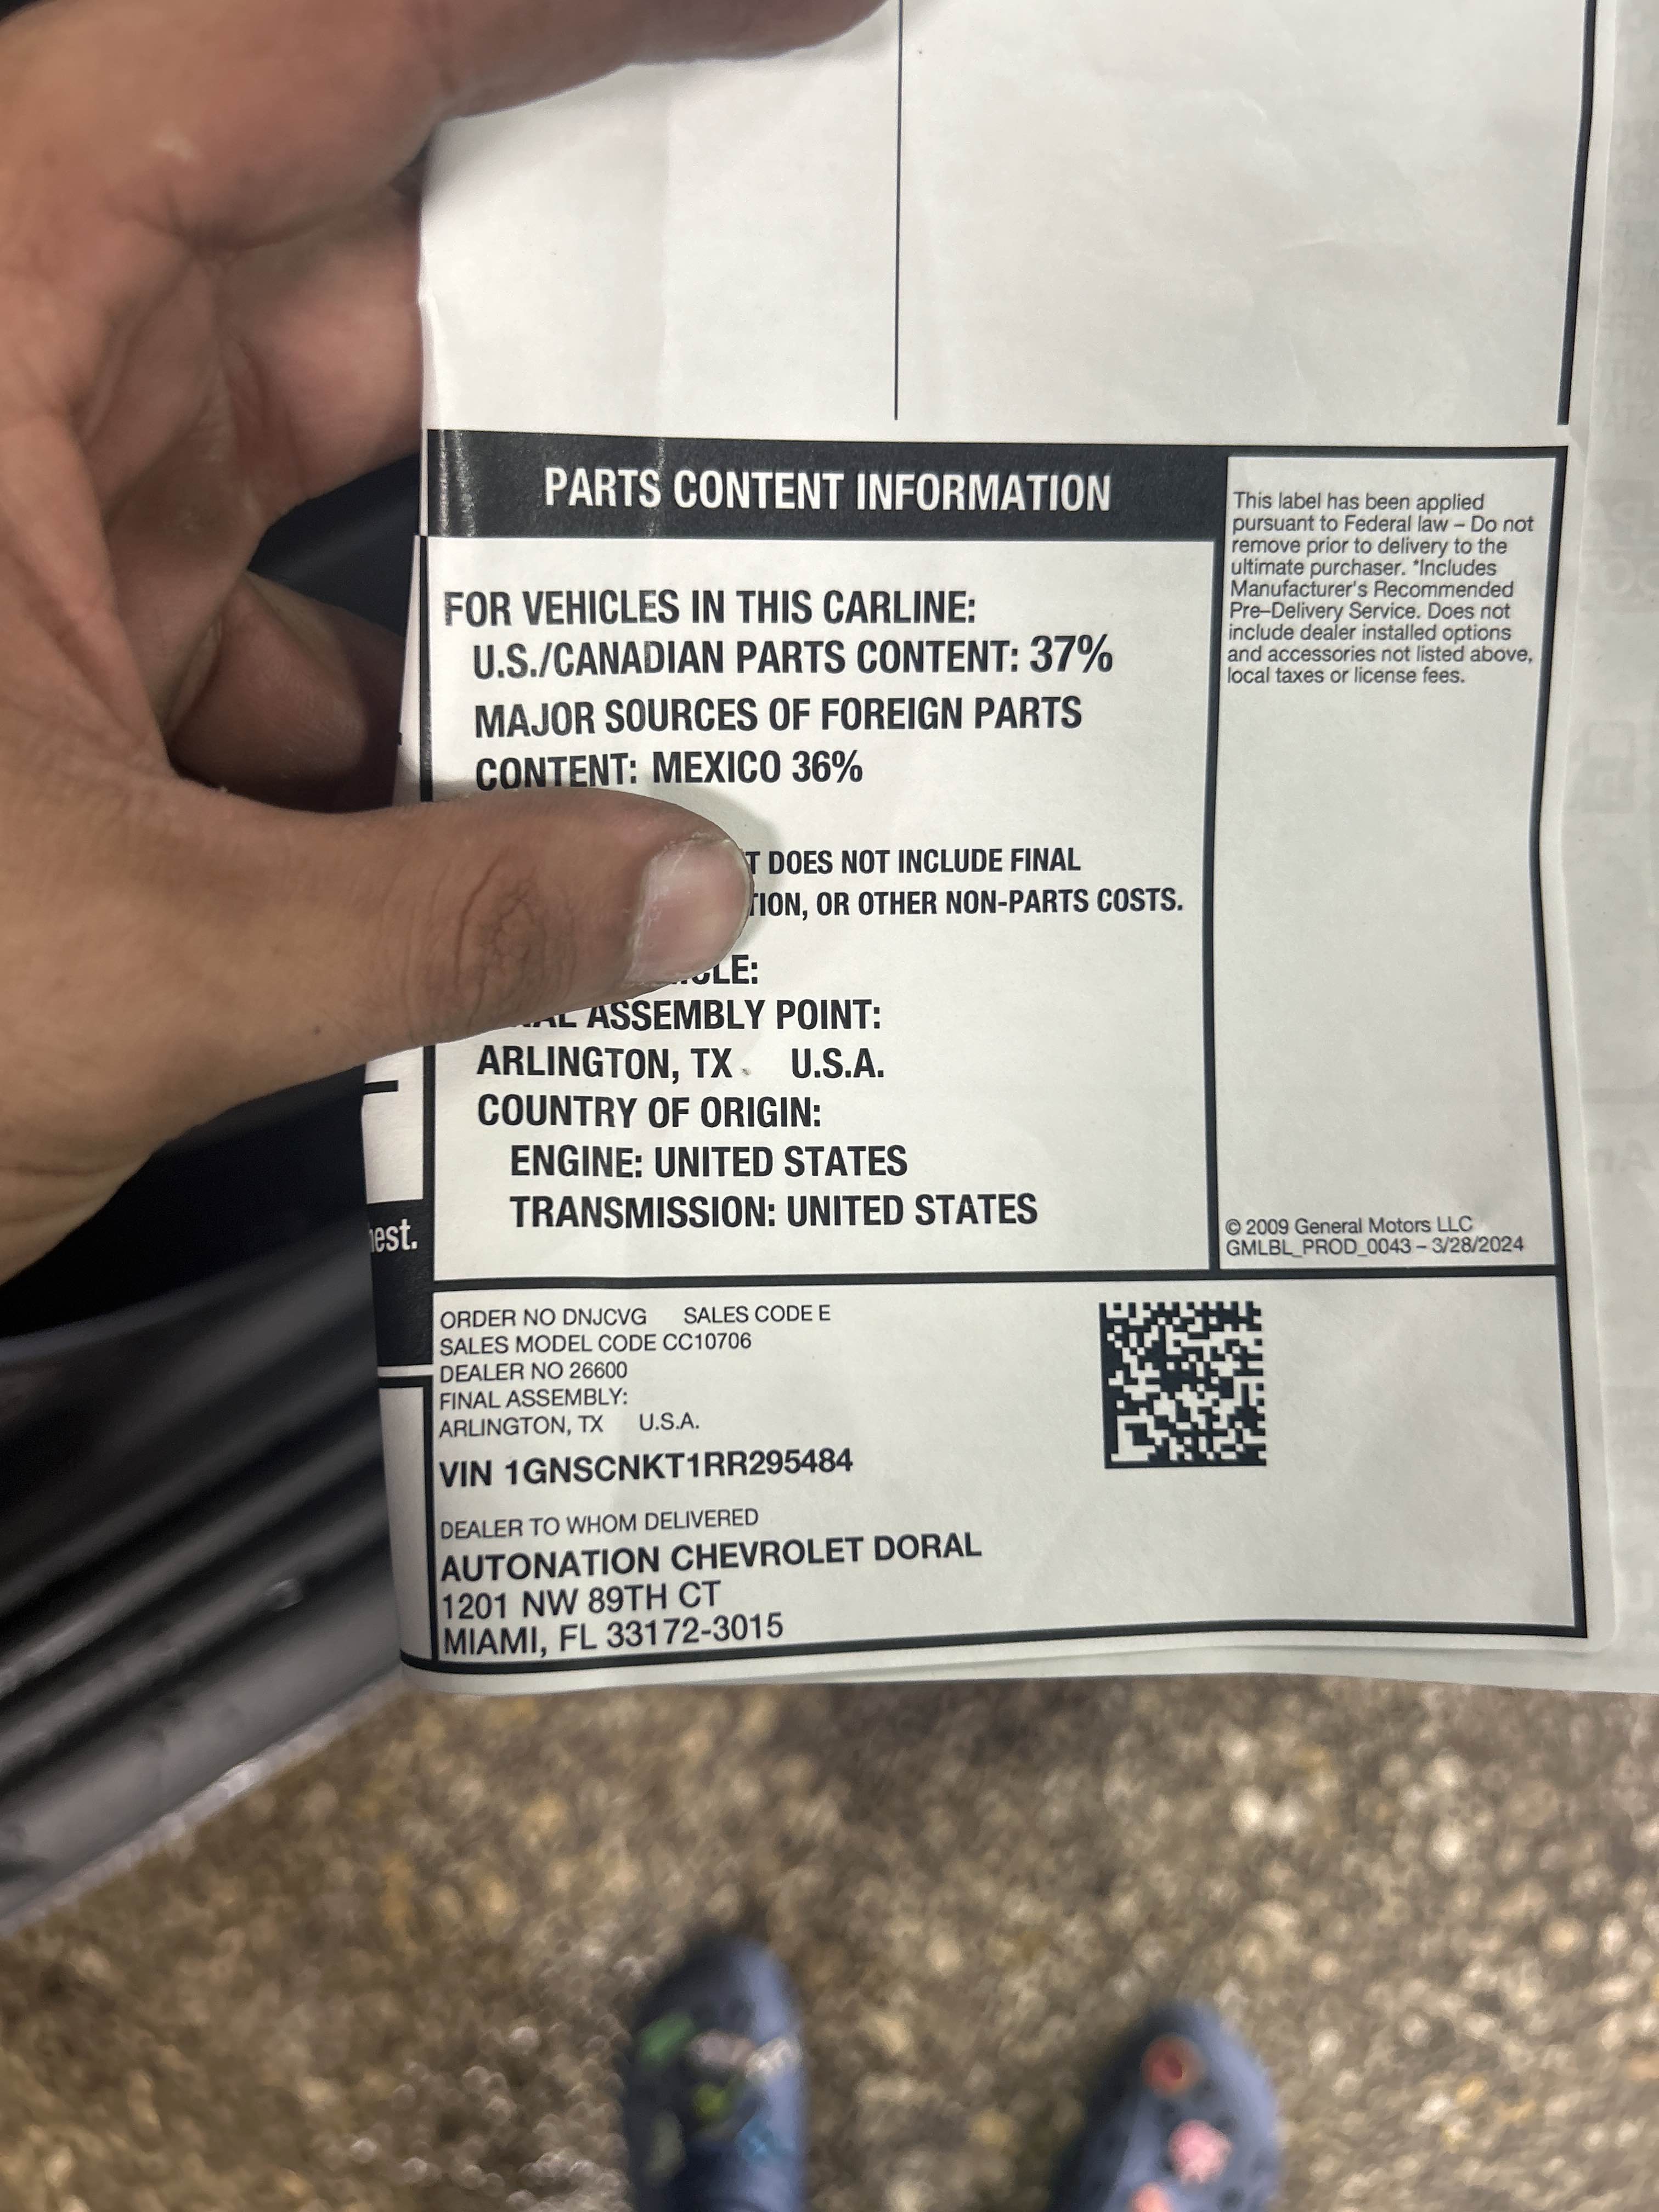 PARTS CONTENT INFORMATION
FOR VEHICLES IN THIS CARLINE:
U.S./CANADIAN PARTS CONTENT: 37%
MAJOR SOURCES OF FOREIGN PARTS
CONTENT: MEXICO 36%
DOES NOT INCLUDE FINAL
OR OTHER NON-PARTS COSTS.
ASSEMBLY POINT:
ARLINGTON, TX U.S.A.
COUNTRY OF ORIGIN:
ENGINE: UNITED STATES
TRANSMISSION: UNITED STATES
This label has been applied
pursuant to Federal law – Do not
remove prior to delivery to the
ultimate purchaser. *Includes
Manufacturer's Recommended
Pre–Delivery Service. Does not
include dealer installed options
and accessories not listed above,
local taxes or license fees.
© 2009 General Motors LLC
GMLBL_PROD_0043 – 3/28/2024
ORDER NO DNJCVG SALES CODE E
SALES MODEL CODE CC10706
DEALER NO 26600
FINAL ASSEMBLY:
ARLINGTON, TX U.S.A.
VIN 1GNSCNKT1RR295484
DEALER TO WHOM DELIVERED
AUTONATION CHEVROLET DORAL
1201 NW 89TH CT
MIAMI, FL 33172-3015